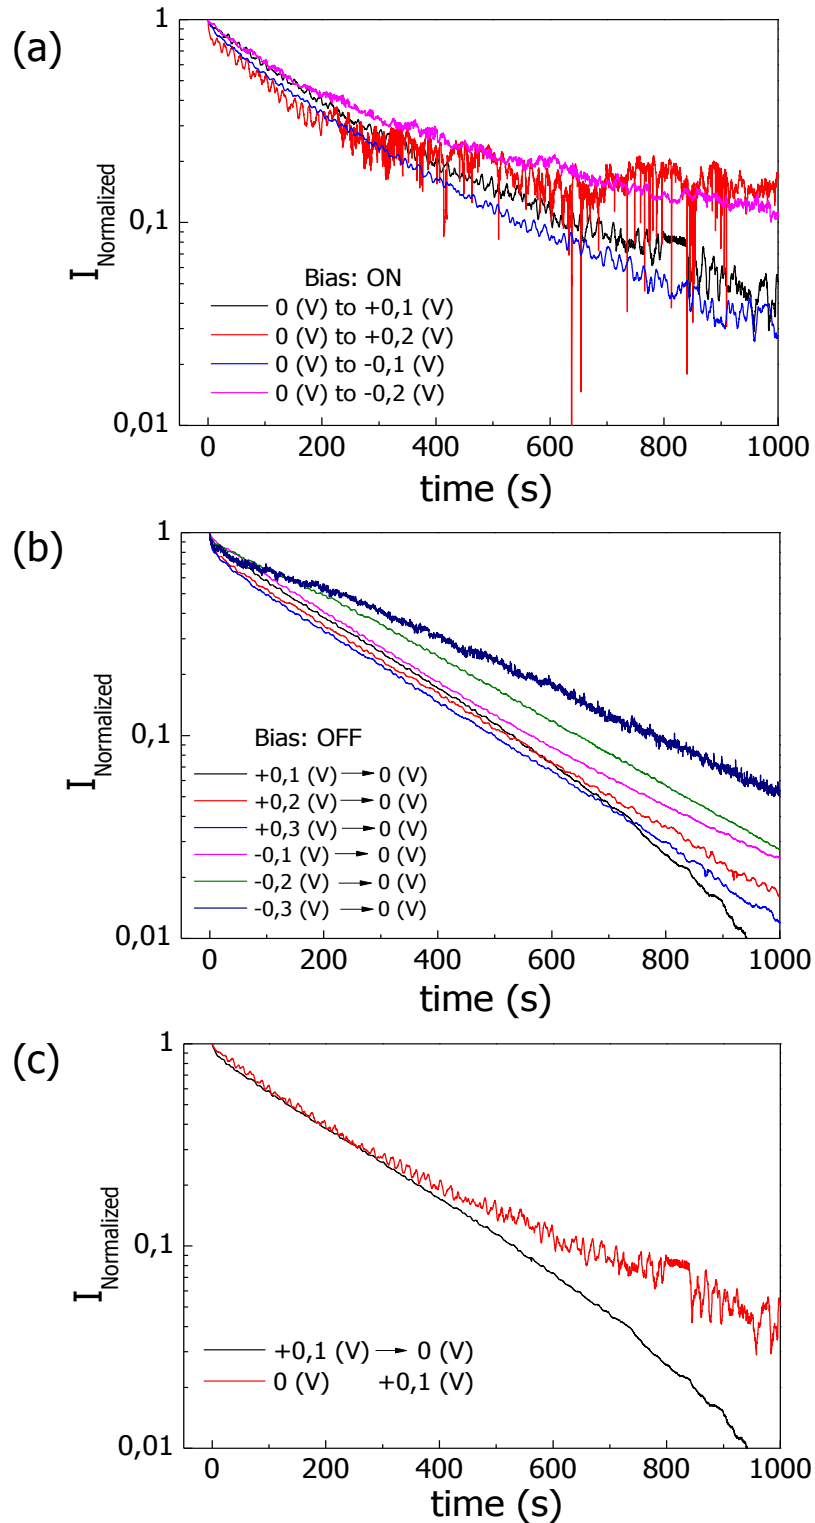 (a)
1
0,1
0,01
I Normalized
Bias: ON
0 (V) to +0,1 (V)
0 (V) to +0,2 (V)
0 (V) to -0,1 (V)
0 (V) to -0,2 (V)
0 200 400 600 800 1000
time (s)
(b)
1
0,1
0,01
I Normalized
Bias: OFF
+0,1 (V) → 0 (V)
+0,2 (V) → 0 (V)
+0,3 (V) → 0 (V)
-0,1 (V) → 0 (V)
-0,2 (V) → 0 (V)
-0,3 (V) → 0 (V)
0 200 400 600 800 1000
time (s)
(c)
1
0,1
0,01
I Normalized
+0,1 (V) → 0 (V)
0 (V) +0,1 (V)
0 200 400 600 800 1000
time (s)